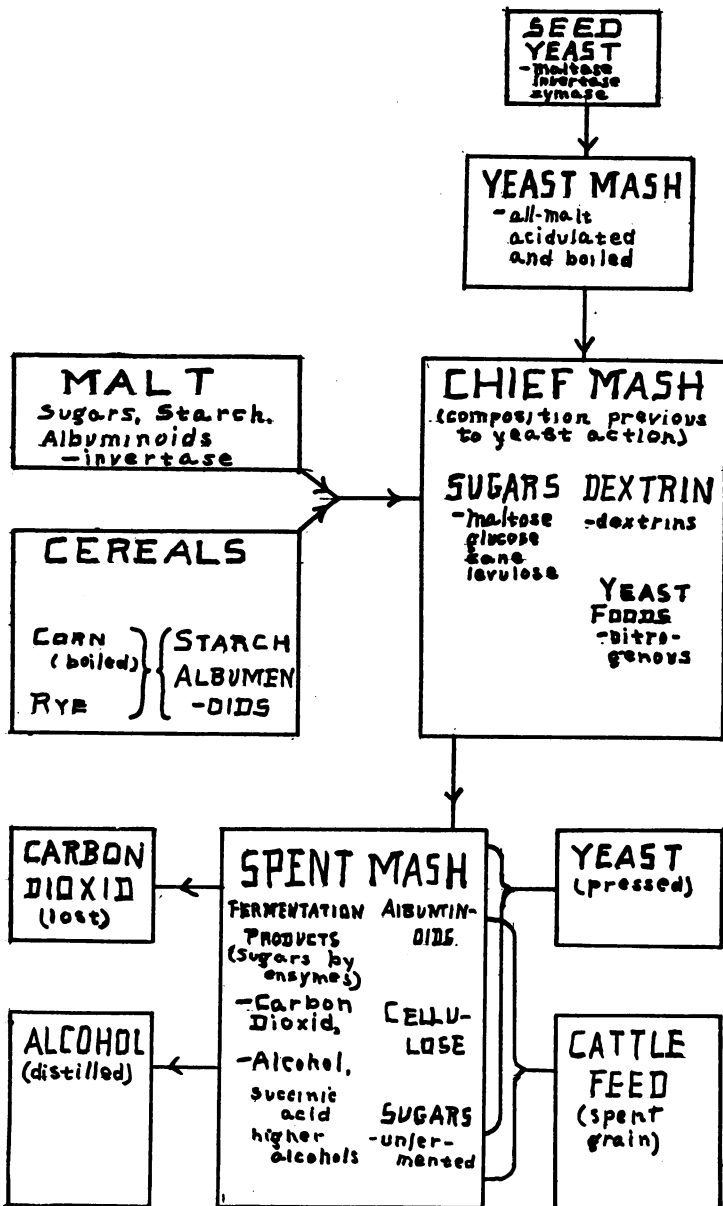 SEED
YEAST
-maltase
invertase
zymase
YEAST MASH
-all-malt
acidulated
and boiled
MALT
Sugars, Starch.
Albuminoids
-invertase
CEREALS
CORN
(boiled)
RYE
STARCH
ALBUMEN
-OIDS
CHIEF MASH
(composition previous
to yeast action)
SUGARS
-maltose
glucose
cane
levulose
DEXTRIN
-dextrins
YEAST
FOODS
-nitro-
genous
CARBON
DIOXID
(lost)
ALCOHOL
(distilled)
SPENT MASH
FERMENTATION
PRODUCTS
(Sugars by
enzymes)
-Carbon
Dioxid,
-Alcohol,
succinic
acid
higher
alcohols
ALBUMIN-
OIDS.
CELLU-
LOSE
SUGARS
-unfer-
mented
YEAST
(pressed)
CATTLE
FEED
(spent
grain)